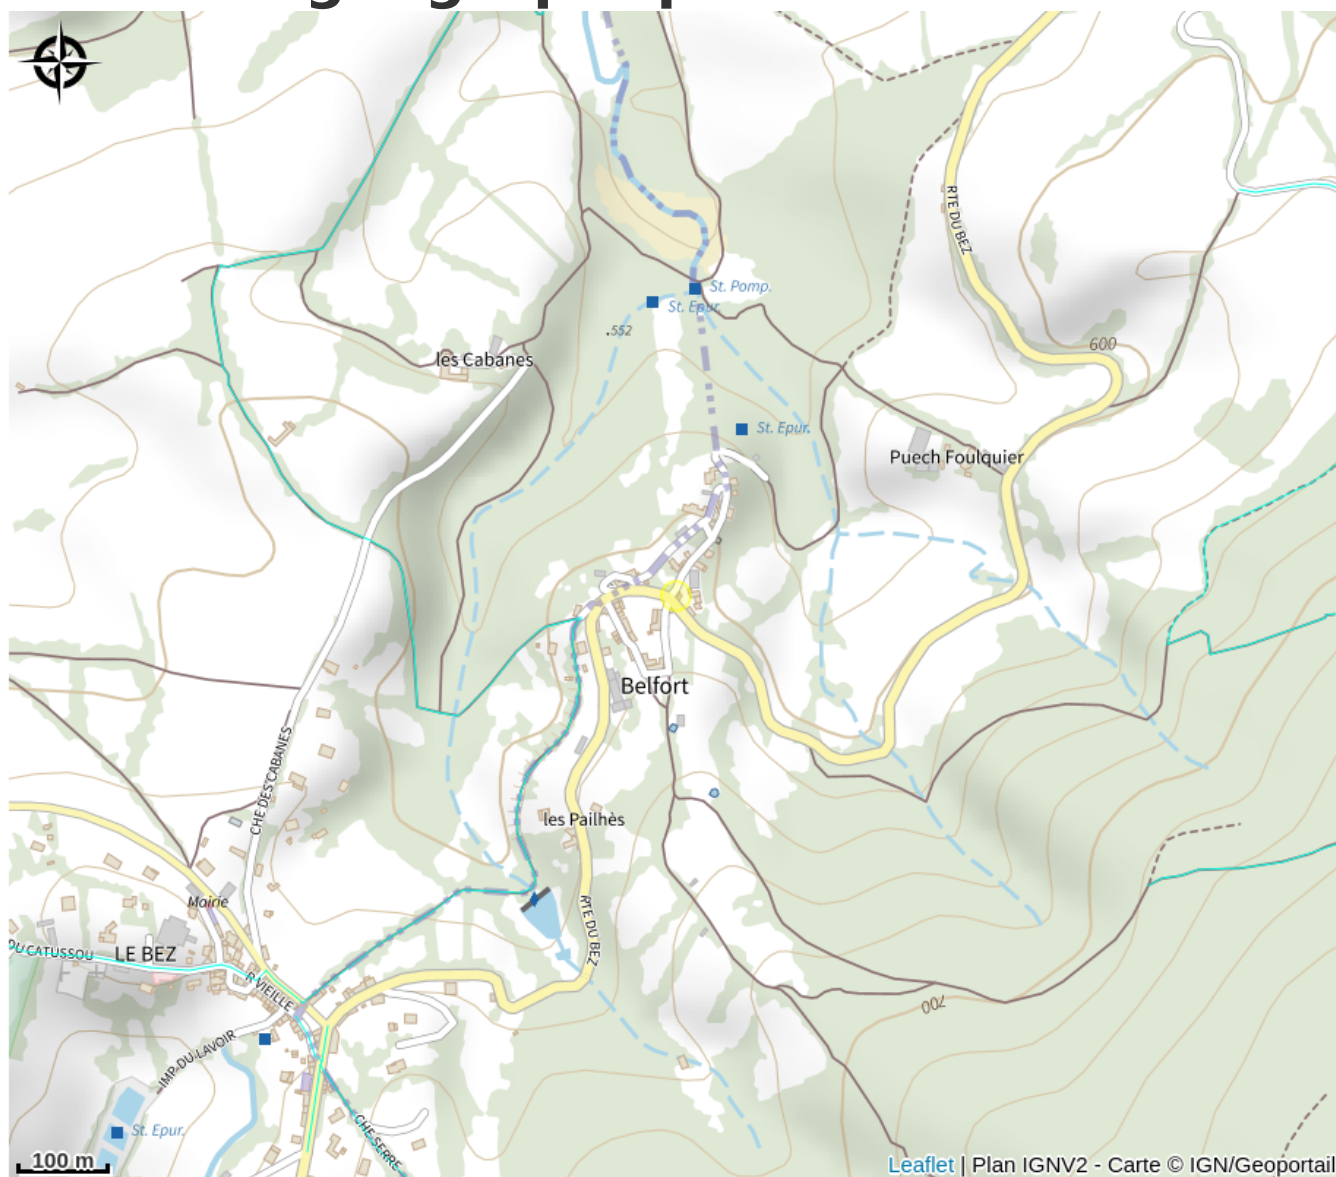 RTE DU BEZ
St. Pomp.
St. Epur.
.552
600
les Cabanes
St. Epur.
Puech Foulquier
Belfort
CHE DES CABANES
les Pailhès
Mairie
RTE DU BEZ
DU CATUSSOU
LE BEZ
R VIEILLE
700
IMP DU LAVOIR
St. Epur.
CHE SERRE
100 m
Leaflet | Plan IGNV2 - Carte © IGN/Geoportail